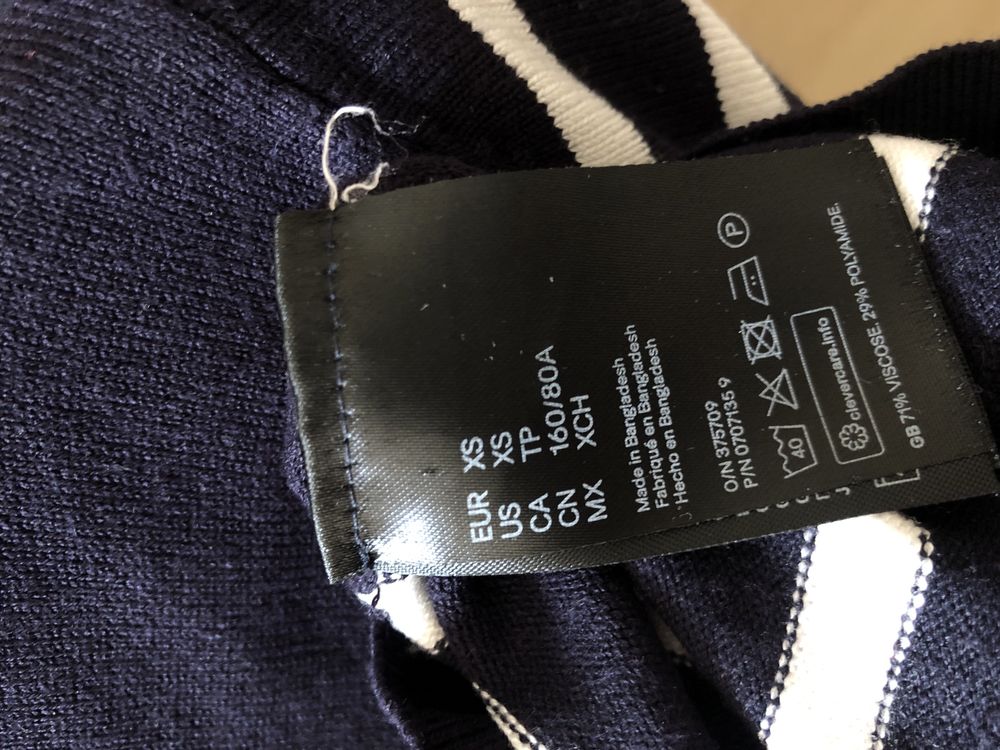 EUR XS
US XS
CA TP
CN 160/80A
MX XCH
Made in Bangladesh
Fabriqué en Bangladesh
Hecho en Bangladesh
O/N 375709
P/N 0707135 9
40
P
clevercare.info
GB 71% VISCOSE. 29% POLYAMIDE.